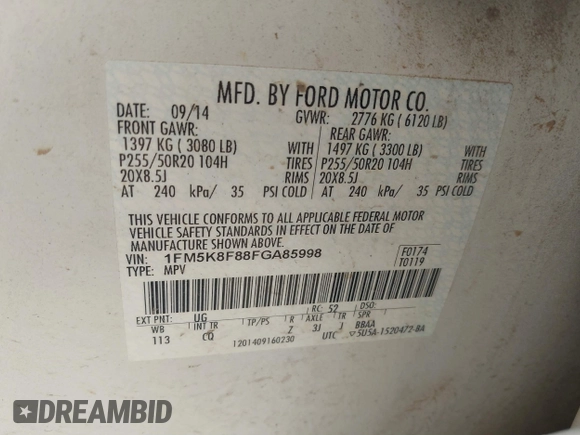 MFD. BY FORD MOTOR CO.
DATE: 09/14 GVWR: 2776 KG ( 6120 LB)
FRONT GAWR: REAR GAWR:
1397 KG ( 3080 LB) WITH 1497 KG ( 3300 LB) WITH
P255/50R20 104H TIRES P255/50R20 104H TIRES
20X8.5J RIMS 20X8.5J RIMS
AT 240 kPa/ 35 PSI COLD AT 240 kPa/ 35 PSI COLD
THIS VEHICLE CONFORMS TO ALL APPLICABLE FEDERAL MOTOR
VEHICLE SAFETY STANDARDS IN EFFECT ON THE DATE OF
MANUFACTURE SHOWN ABOVE.
VIN: 1FM5K8F88FGA85998 F0174
TYPE: MPV T0119
EXT PNT: UG RC: 52 DSO:
WB INT TR TP/PS R AXLE TR SPR
113 CQ Z 3J J BBAA
1201409160230 UTC 5U5A-1520472-BA
DREAMBID